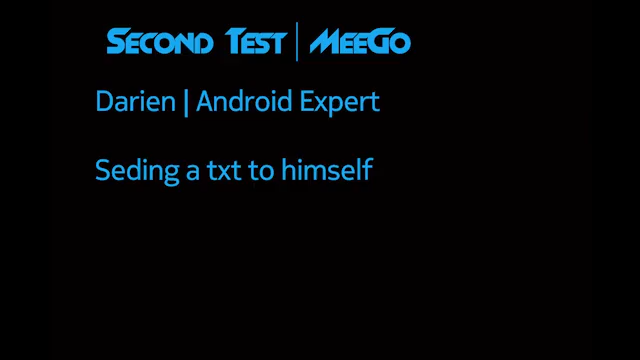 Second Test | MeeGo
Darien | Android Expert
Seding a txt to himself